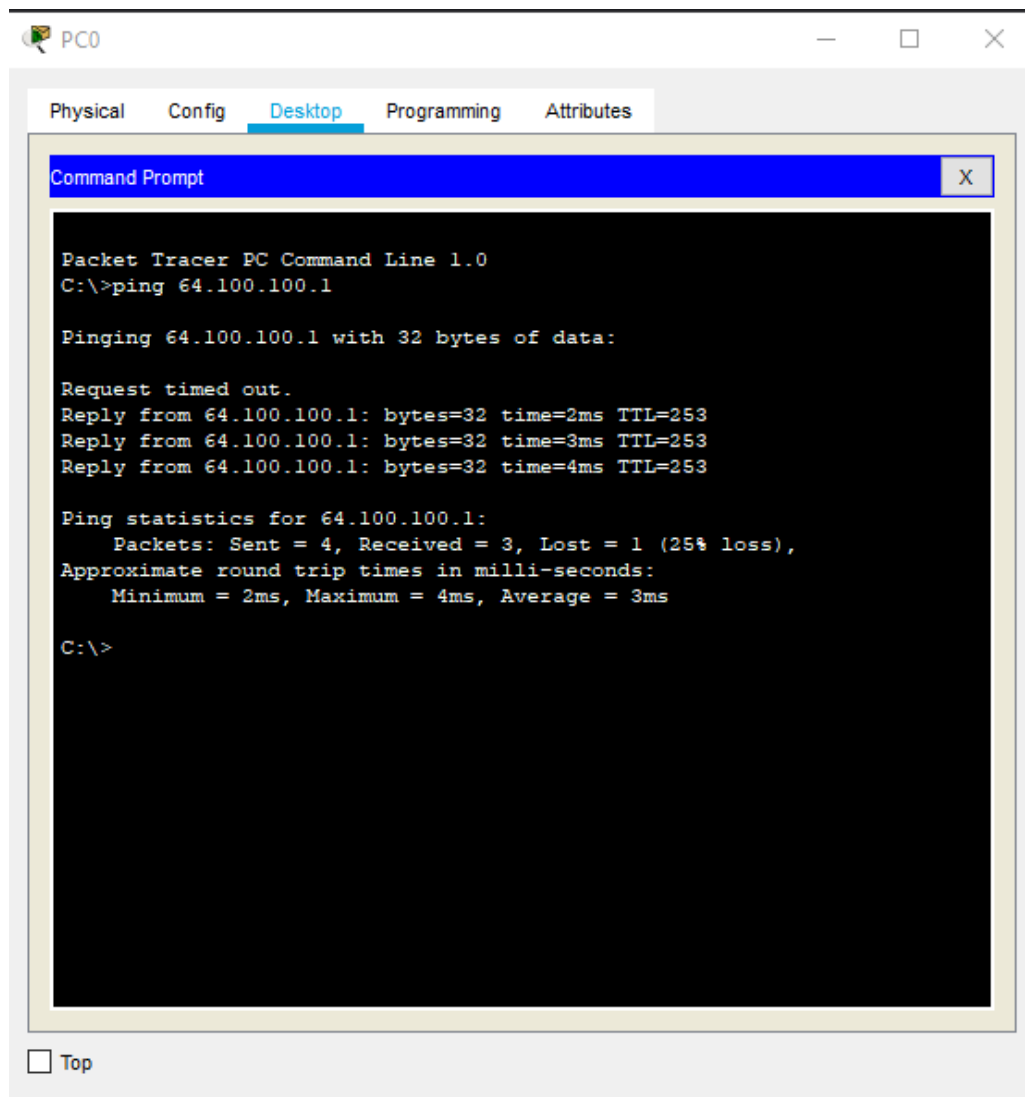 PC0
Physical Config Desktop Programming Attributes
Command Prompt
X
Packet Tracer PC Command Line 1.0
C:\>ping 64.100.100.1
Pinging 64.100.100.1 with 32 bytes of data:
Request timed out.
Reply from 64.100.100.1: bytes=32 time=2ms TTL=253
Reply from 64.100.100.1: bytes=32 time=3ms TTL=253
Reply from 64.100.100.1: bytes=32 time=4ms TTL=253
Ping statistics for 64.100.100.1:
Packets: Sent = 4, Received = 3, Lost = 1 (25% loss),
Approximate round trip times in milli-seconds:
Minimum = 2ms, Maximum = 4ms, Average = 3ms
C:\>
Top